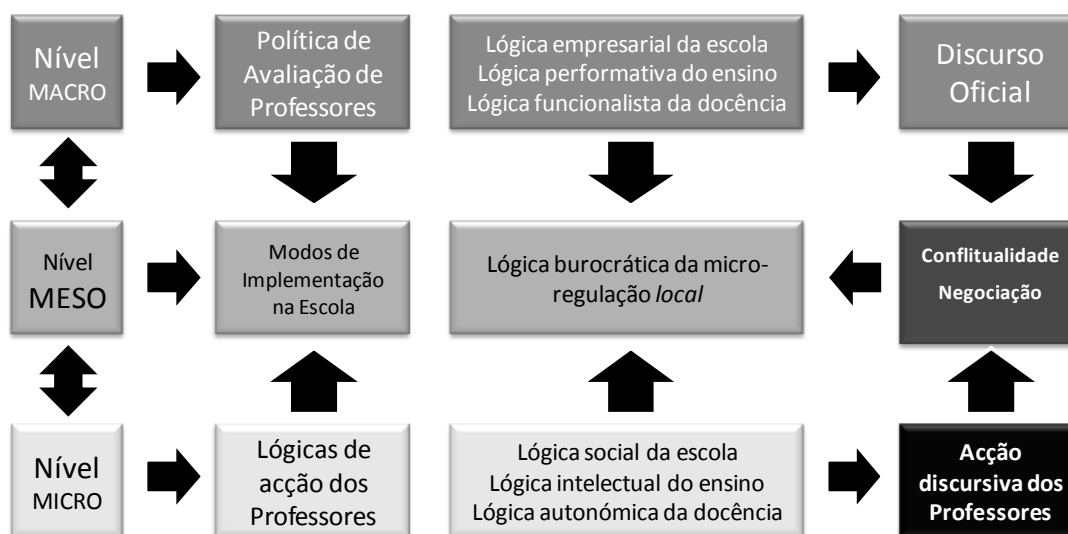 Nível
MACRO
Política de
Avaliação de
Professores
Lógica empresarial da escola
Lógica performativa do ensino
Lógica funcionalista da docência
Discurso
Oficial
Nível
MESO
Modos de
Implementação
na Escola
Lógica burocrática da micro-
regulação local
Conflitualidade
Negociação
Nível
MICRO
Lógicas de
acção dos
Professores
Lógica social da escola
Lógica intelectual do ensino
Lógica autonómica da docência
Acção
discursiva dos
Professores